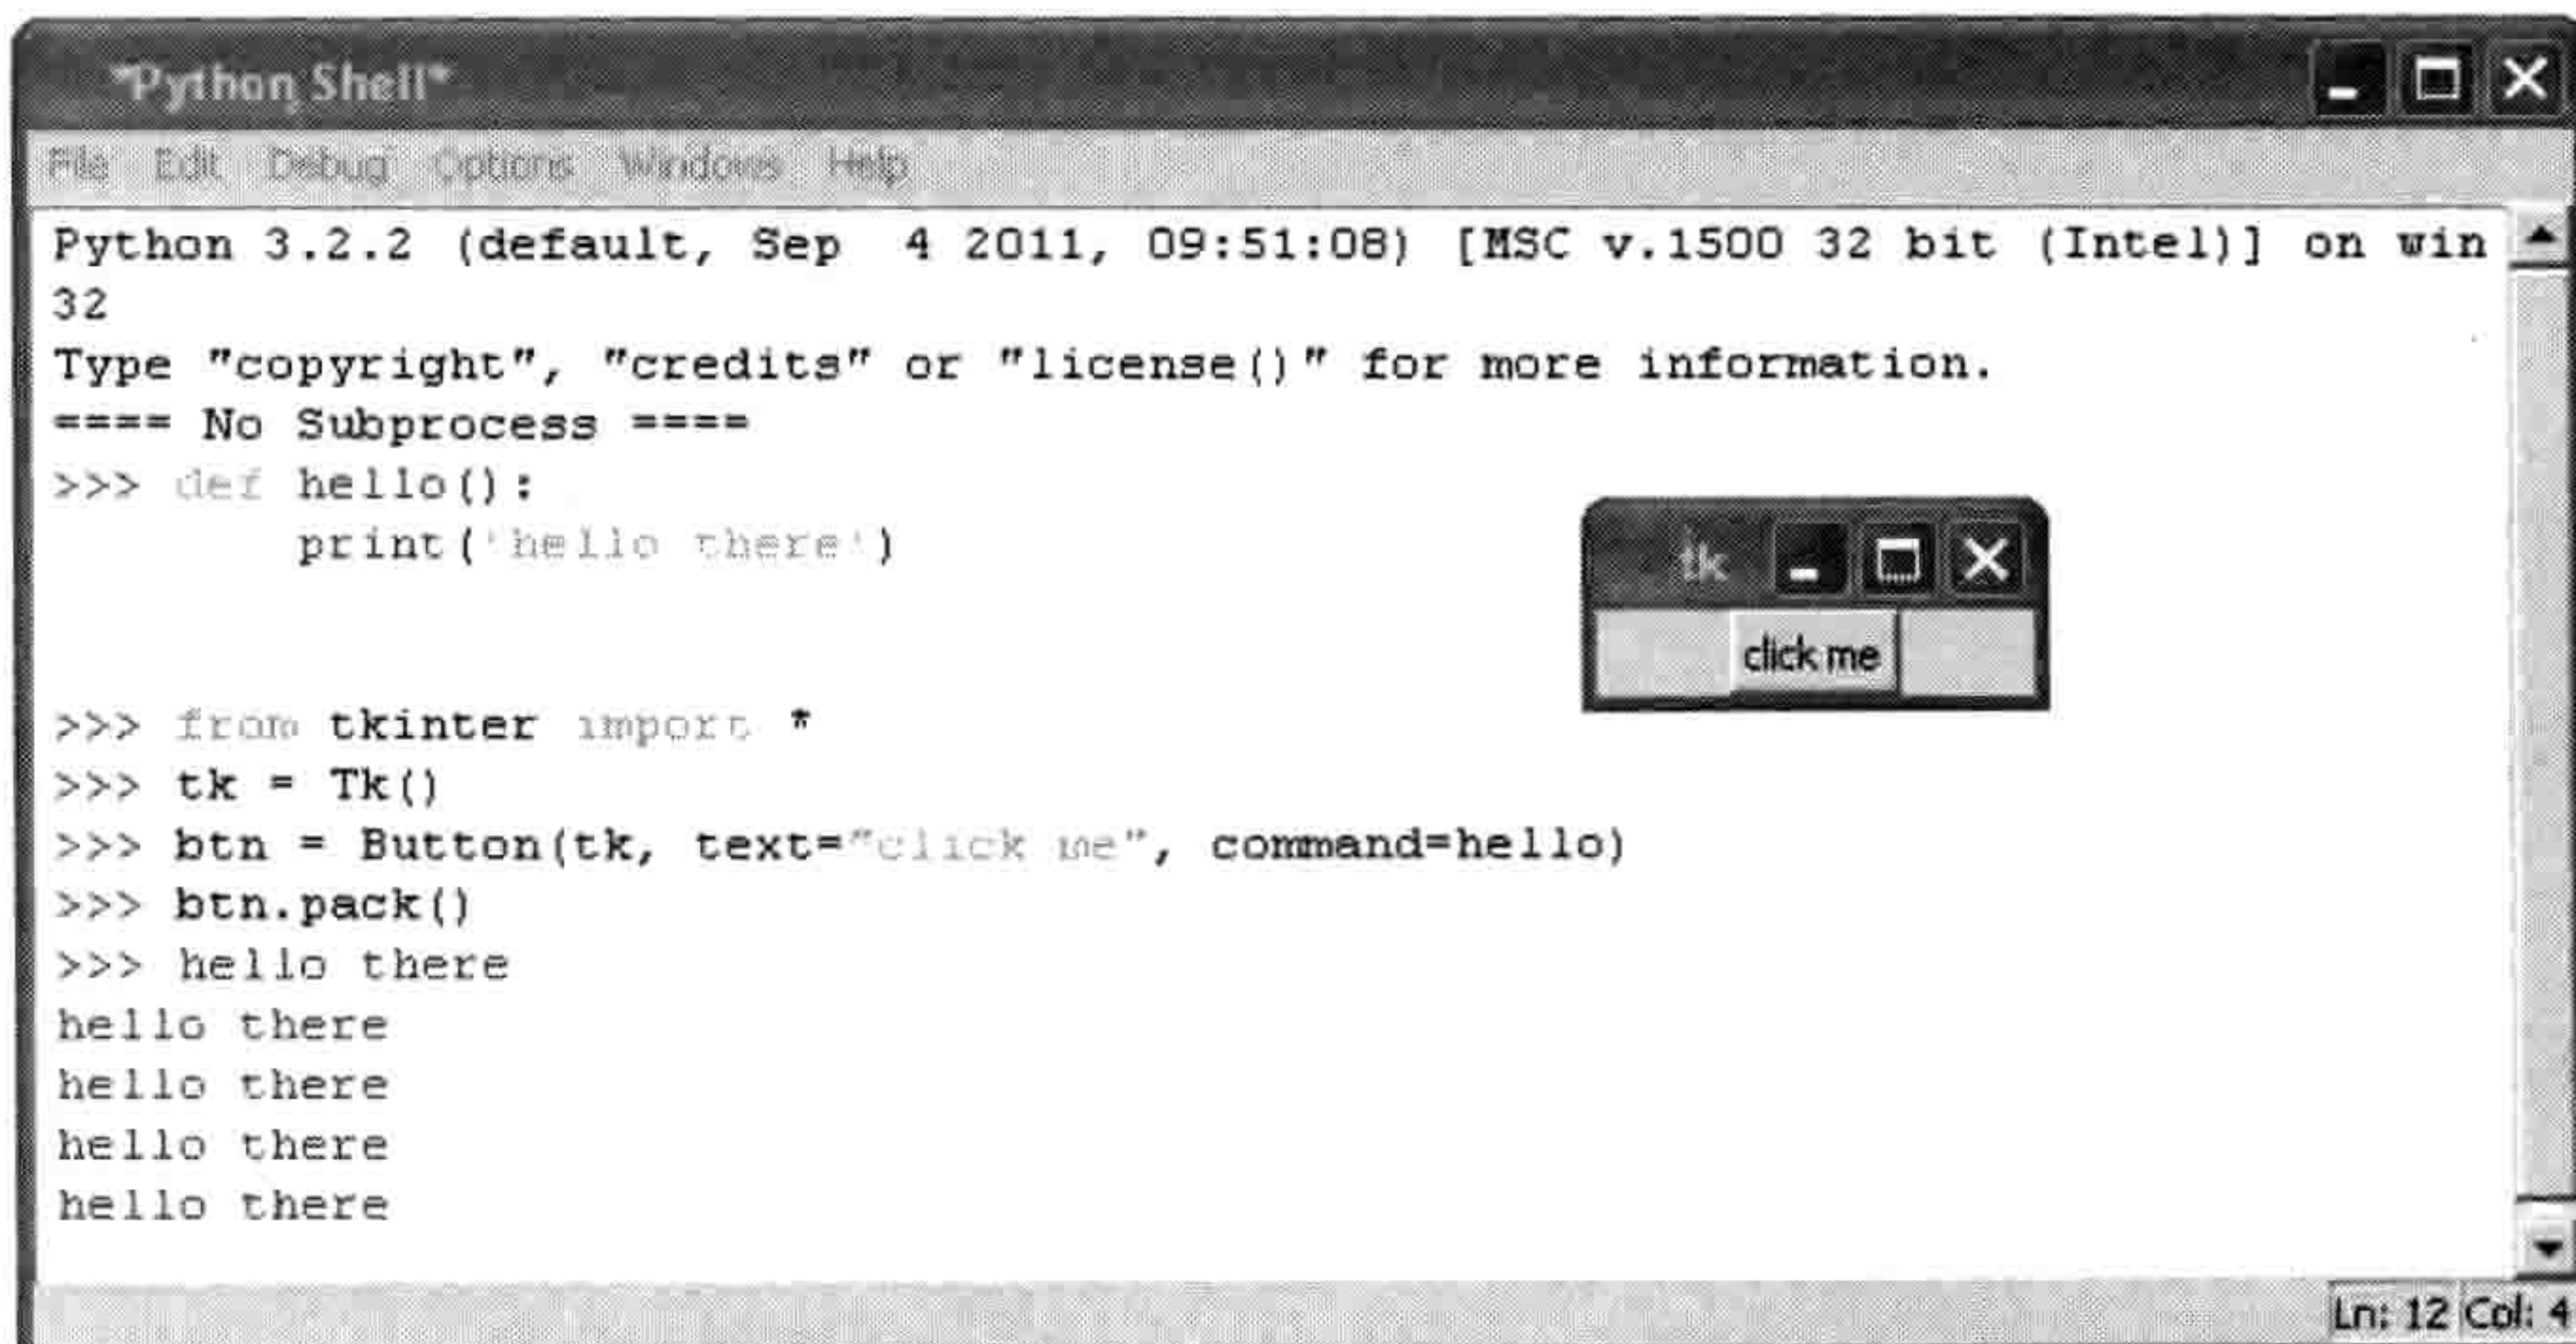 *Python Shell*
File Edit Debug Options Windows Help
Python 3.2.2 (default, Sep  4 2011, 09:51:08) [MSC v.1500 32 bit (Intel)] on win
32
Type "copyright", "credits" or "license()" for more information.
==== No Subprocess ====
>>> def hello():
        print('hello there')
>>> from tkinter import *
>>> tk = Tk()
>>> btn = Button(tk, text="click me", command=hello)
>>> btn.pack()
>>> hello there
hello there
hello there
hello there
hello there
tk
click me
Ln: 12 Col: 4